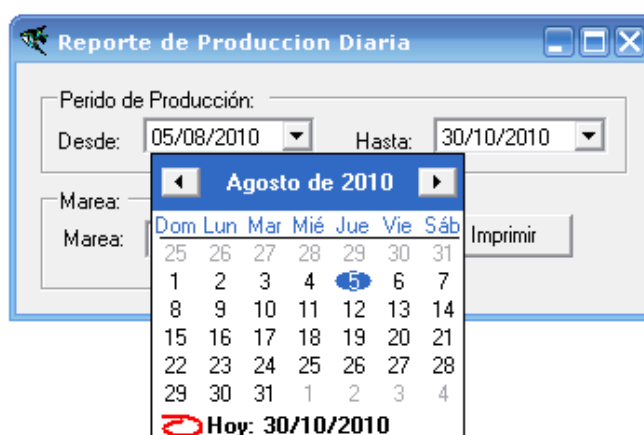 Reporte de Produccion Diaria
Perido de Producción:
Desde: 05/08/2010 Hasta: 30/10/2010
Agosto de 2010
Marea:
Dom Lun Mar Mié Jue Vie Sáb
Marea: Imprimir
25 26 27 28 29 30 31
1 2 3 4 5 6 7
8 9 10 11 12 13 14
15 16 17 18 19 20 21
22 23 24 25 26 27 28
29 30 31 1 2 3 4
Hoy: 30/10/2010